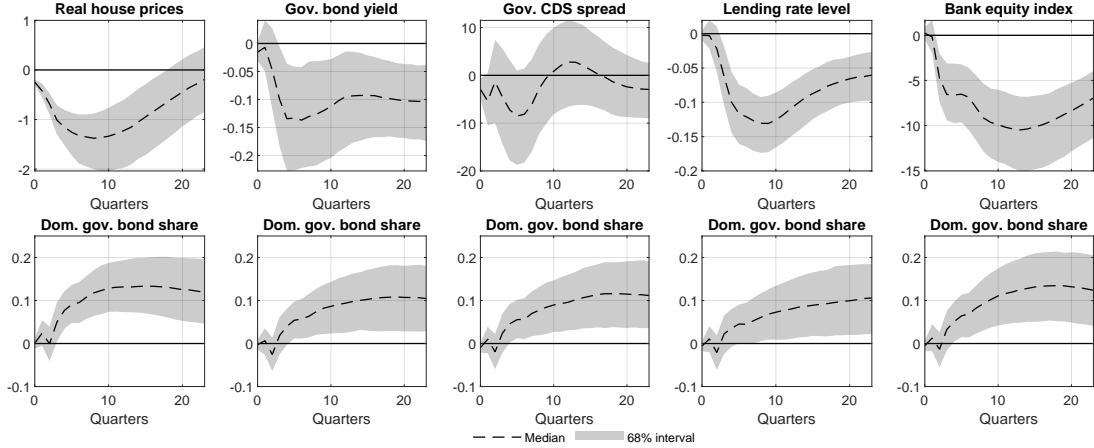 Real house prices
1
0
-1
-2
0 10 20
Quarters
Gov. bond yield
0
-0.05
-0.1
-0.15
-0.2
0 10 20
Quarters
Gov. CDS spread
10
0
-10
-20
0 10 20
Quarters
Lending rate level
0
-0.05
-0.1
-0.15
-0.2
0 10 20
Quarters
Bank equity index
0
-5
-10
-15
0 10 20
Quarters
Dom. gov. bond share
0.2
0.1
0
-0.1
0 10 20
Quarters
Dom. gov. bond share
0.2
0.1
0
-0.1
0 10 20
Quarters
Dom. gov. bond share
0.2
0.1
0
-0.1
0 10 20
Quarters
Dom. gov. bond share
0.2
0.1
0
-0.1
0 10 20
Quarters
Dom. gov. bond share
0.2
0.1
0
-0.1
0 10 20
Quarters
Median 68% interval